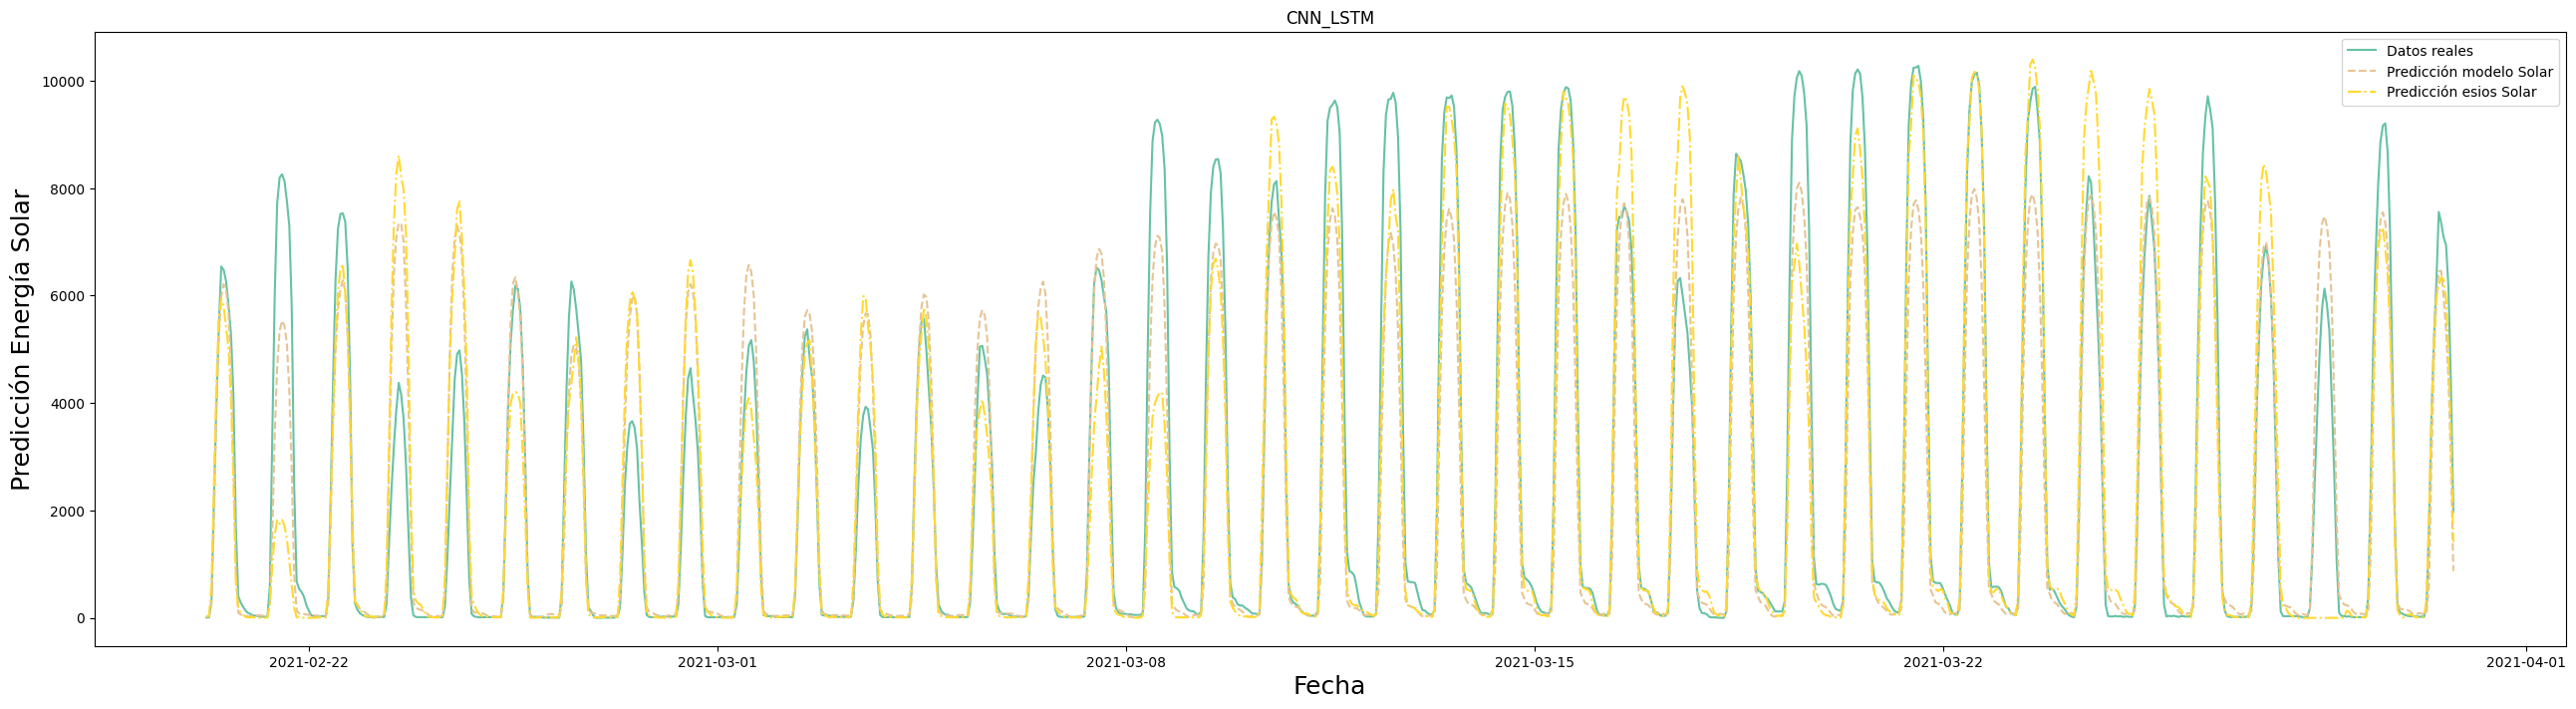 CNN_LSTM
Datos reales
Predicción modelo Solar
Predicción esios Solar
Predicción Energía Solar
10000
8000
6000
4000
2000
0
2021-02-22 2021-03-01 2021-03-08 2021-03-15 2021-03-22 2021-04-01
Fecha